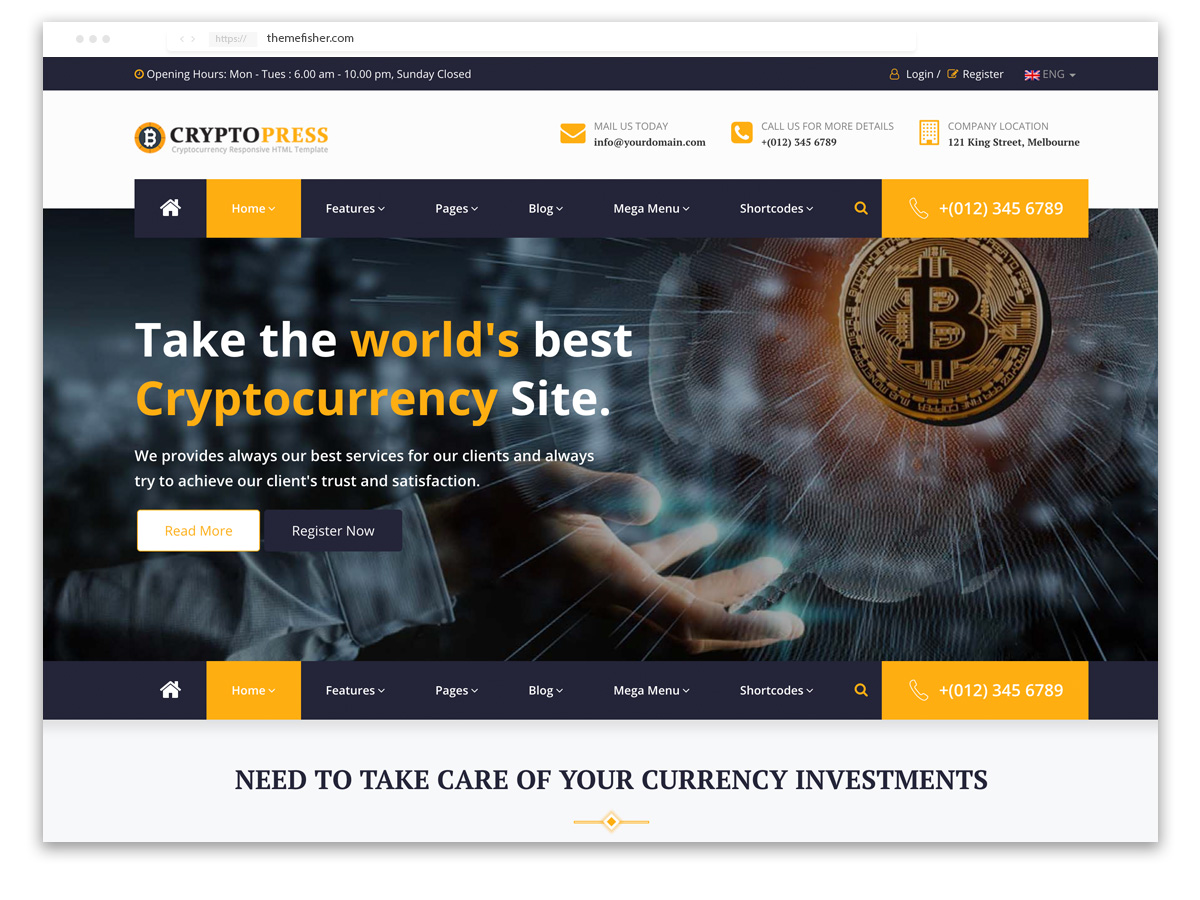 https:// themefisher.com
Opening Hours: Mon - Tues : 6.00 am - 10.00 pm, Sunday Closed
Login / Register ENG
CRYPTOPRESS
Cryptocurrency Responsive HTML Template
MAIL US TODAY
info@yourdomain.com
CALL US FOR MORE DETAILS
+(012) 345 6789
COMPANY LOCATION
121 King Street, Melbourne
Home Features Pages Blog Mega Menu Shortcodes +(012) 345 6789
Take the world's best
Cryptocurrency Site.
We provides always our best services for our clients and always
try to achieve our client's trust and satisfaction.
Read More Register Now
Home Features Pages Blog Mega Menu Shortcodes +(012) 345 6789
NEED TO TAKE CARE OF YOUR CURRENCY INVESTMENTS